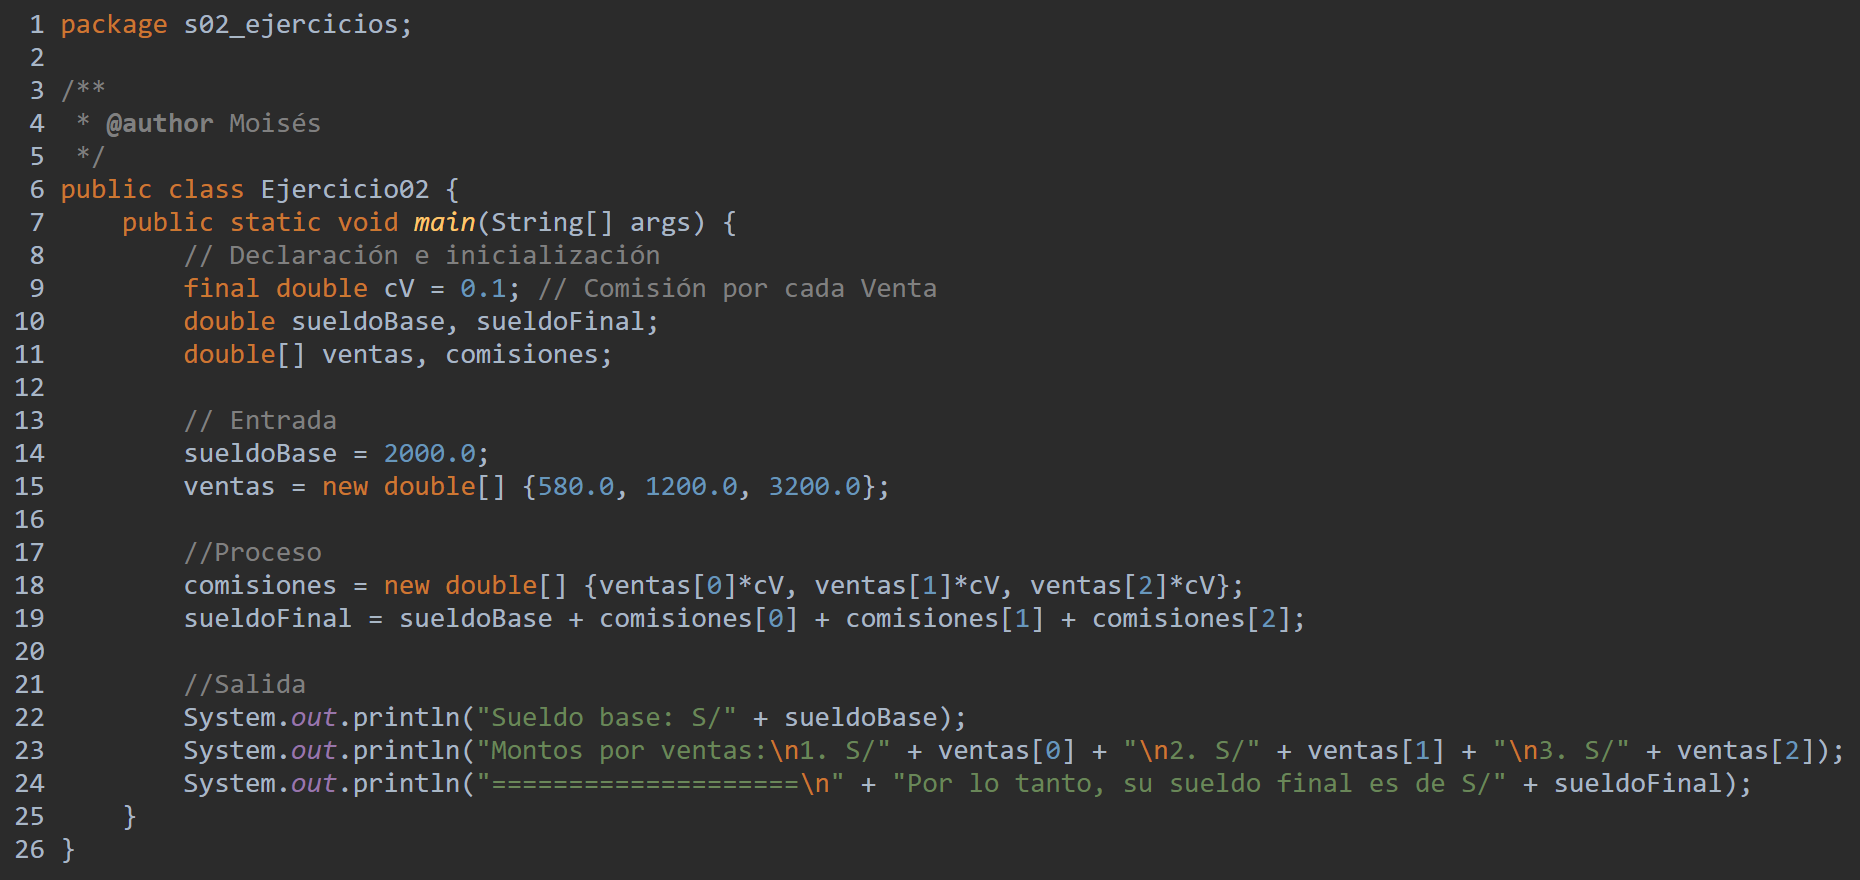 1 package s02_ejercicios;
2
3 /**
4  * @author Moisés
5  */
6 public class Ejercicio02 {
7     public static void main(String[] args) {
8         // Declaración e inicialización
9         final double cV = 0.1; // Comisión por cada Venta
10         double sueldoBase, sueldoFinal;
11         double[] ventas, comisiones;
12
13         // Entrada
14         sueldoBase = 2000.0;
15         ventas = new double[] {580.0, 1200.0, 3200.0};
16
17         //Proceso
18         comisiones = new double[] {ventas[0]*cV, ventas[1]*cV, ventas[2]*cV};
19         sueldoFinal = sueldoBase + comisiones[0] + comisiones[1] + comisiones[2];
20
21         //Salida
22         System.out.println("Sueldo base: S/" + sueldoBase);
23         System.out.println("Montos por ventas:\n1. S/" + ventas[0] + "\n2. S/" + ventas[1] + "\n3. S/" + ventas[2]);
24         System.out.println("====================\n" + "Por lo tanto, su sueldo final es de S/" + sueldoFinal);
25     }
26 }